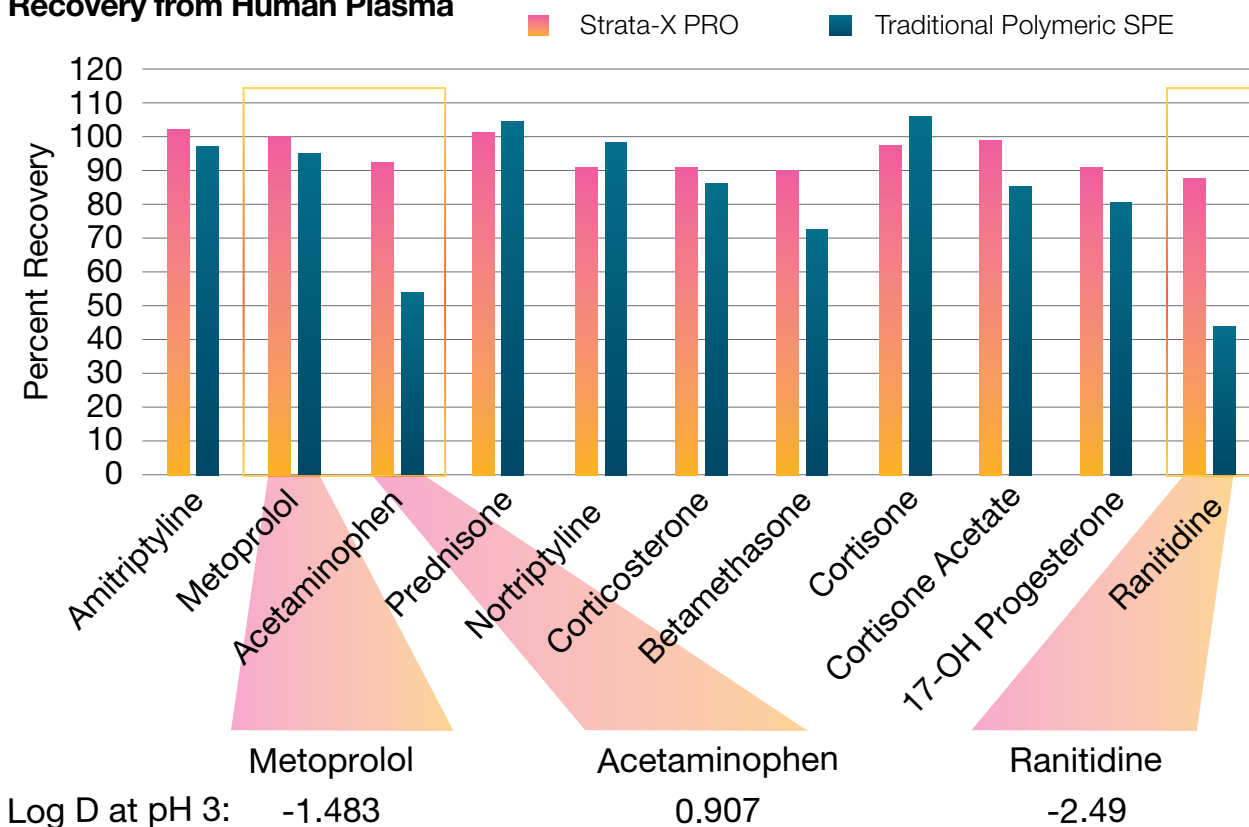 Recovery from Human Plasma
Strata-X PRO
Traditional Polymeric SPE
Percent Recovery
120
110
100
90
80
70
60
50
40
30
20
10
0
Amitriptyline
Metoprolol
Acetaminophen
Prednisone
Nortriptyline
Corticosterone
Betamethasone
Cortisone
Cortisone Acetate
17-OH Progesterone
Ranitidine
Metoprolol Acetaminophen Ranitidine
Log D at pH 3: -1.483 0.907 -2.49